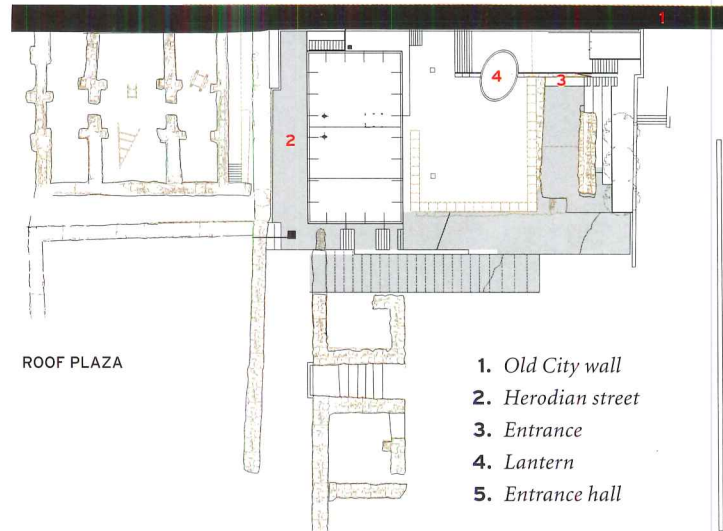 1
4
3
2
ROOF PLAZA
1. Old City wall
2. Herodian street
3. Entrance
4. Lantern
5. Entrance hall